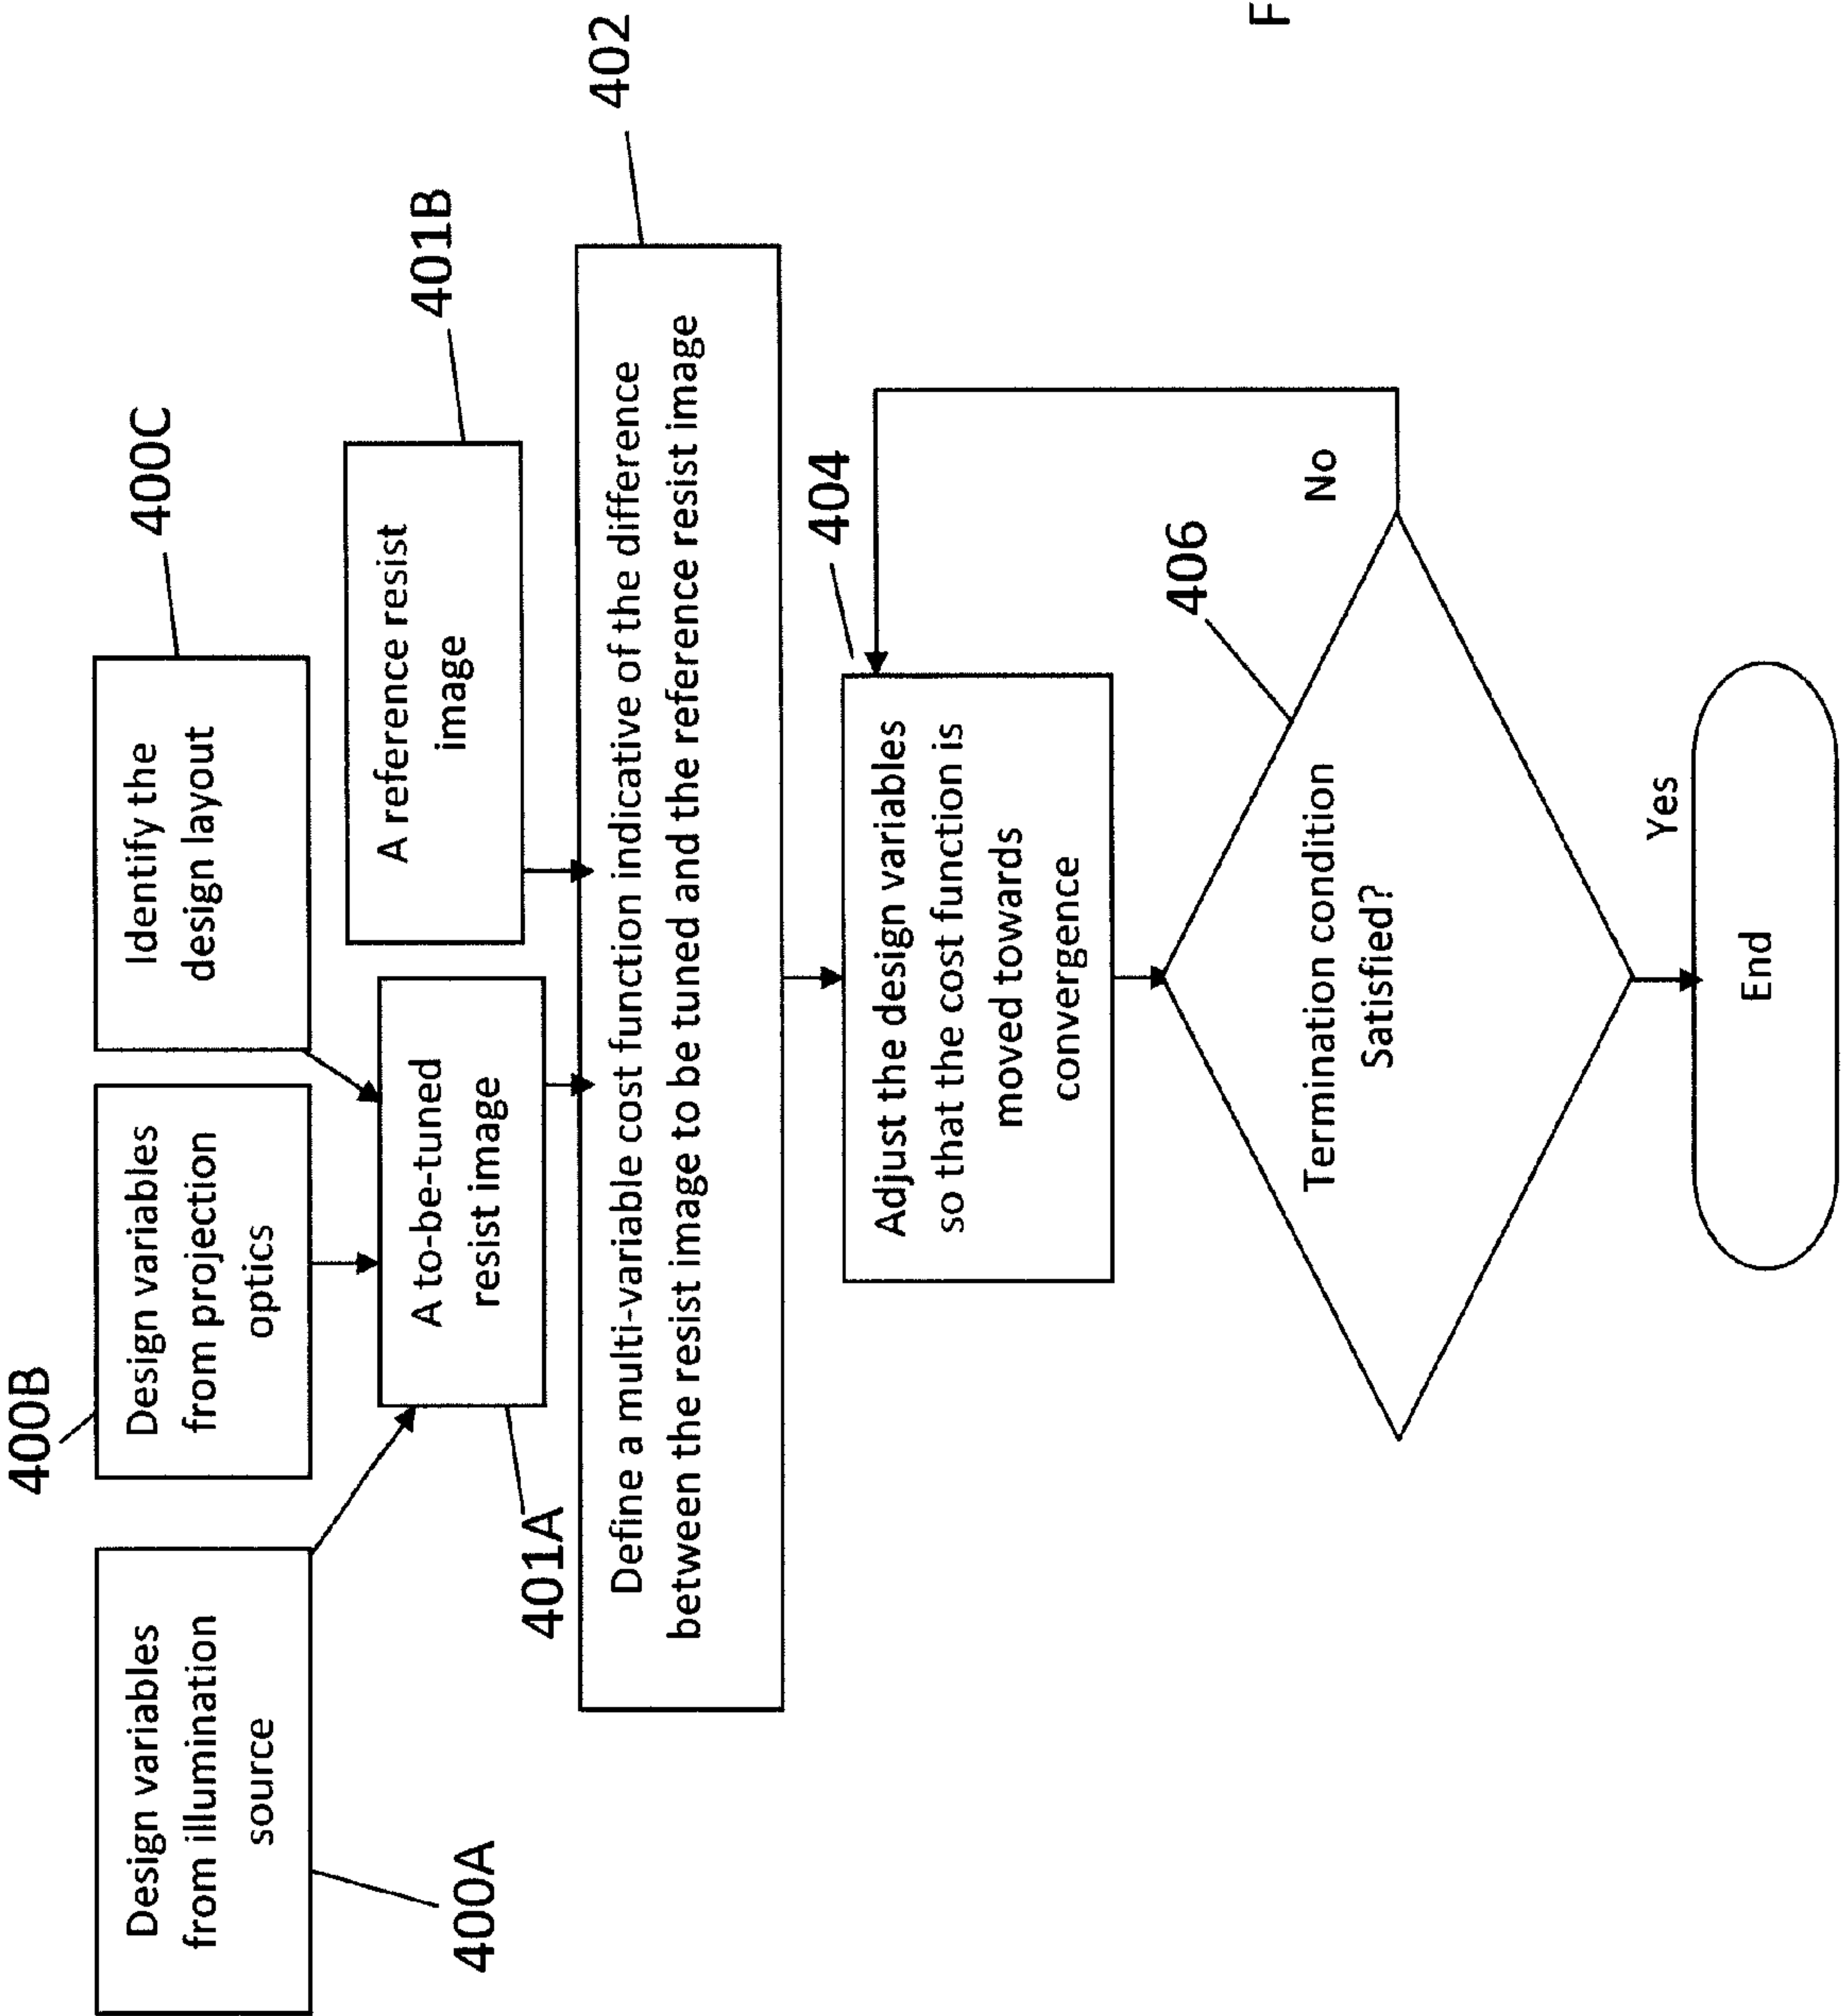 400B
400C
Design variables
from illumination
source
Design variables
from projection
optics
Identify the
design layout
400A
401B
A to-be-tuned
resist image
A reference resist
image
401A
402
Define a multi-variable cost function indicative of the difference
between the resist image to be tuned and the reference resist image
404
Adjust the design variables
so that the cost function is
moved towards
convergence
406
Termination condition
Satisfied?
No
Yes
End
F